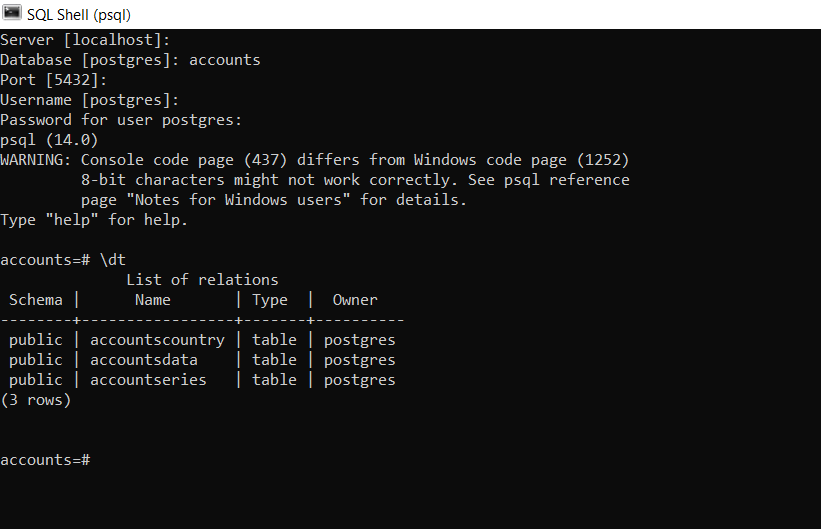 SQL Shell (psql)
Server [localhost]:
Database [postgres]: accounts
Port [5432]:
Username [postgres]:
Password for user postgres:
psql (14.0)
WARNING: Console code page (437) differs from Windows code page (1252)
         8-bit characters might not work correctly. See psql reference
         page "Notes for Windows users" for details.
Type "help" for help.

accounts=# \dt
              List of relations
 Schema |      Name       | Type  |  Owner
--------+-----------------+-------+----------
 public | accountscountry | table | postgres
 public | accountsdata    | table | postgres
 public | accountseries   | table | postgres
(3 rows)


accounts=#